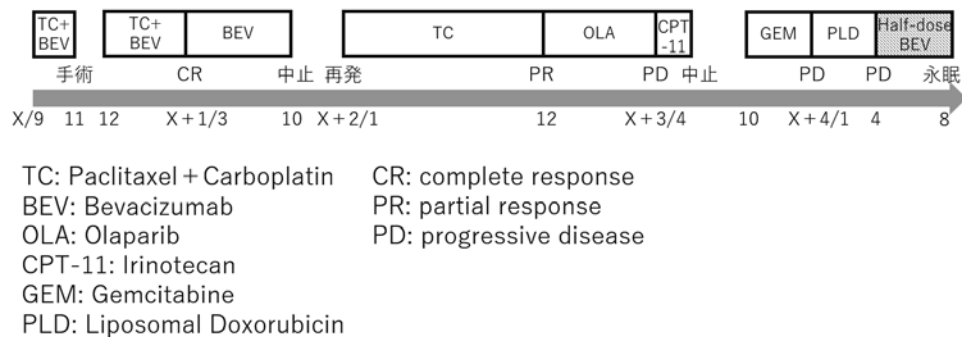 TC+ BEV TC+ BEV BEV TC OLA CPT -11 GEM PLD Half-dose BEV
手術 CR 中止 再発 PR PD 中止 PD PD 永眠
X/9 11 12 X+1/3 10 X+2/1 12 X+3/4 10 X+4/1 4 8
TC: Paclitaxel+Carboplatin CR: complete response
BEV: Bevacizumab PR: partial response
OLA: Olaparib PD: progressive disease
CPT-11: Irinotecan
GEM: Gemcitabine
PLD: Liposomal Doxorubicin